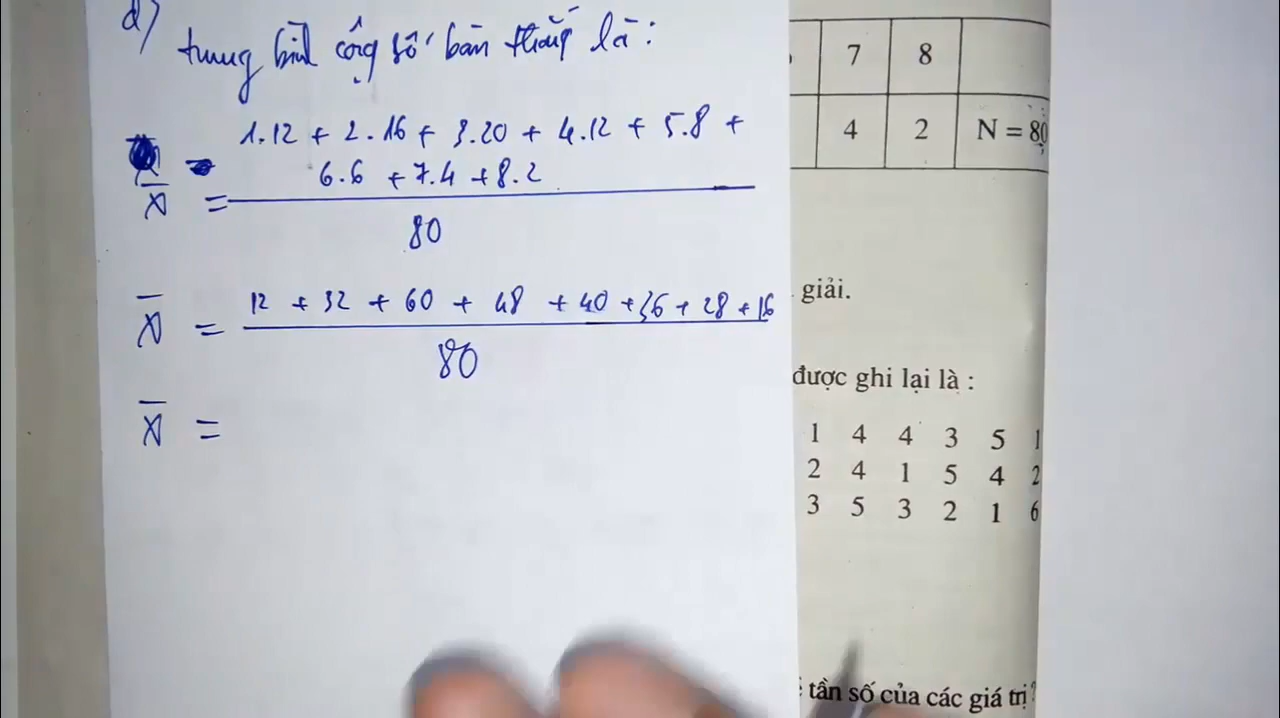 d)
trung bình cộng số bàn thắng là:
1.12 + 2.16 + 3.20 + 4.12 + 5.8 +
6.6 + 7.4 + 8.2
X =
80
X = 12 + 32 + 60 + 48 + 40 + 36 + 28 + 16
80
X =
7 8
4 2 N = 80
giải.
được ghi lại là :
1 4 4 3 5 1
2 4 1 5 4 2
3 5 3 2 1 6
tần số của các giá trị ?